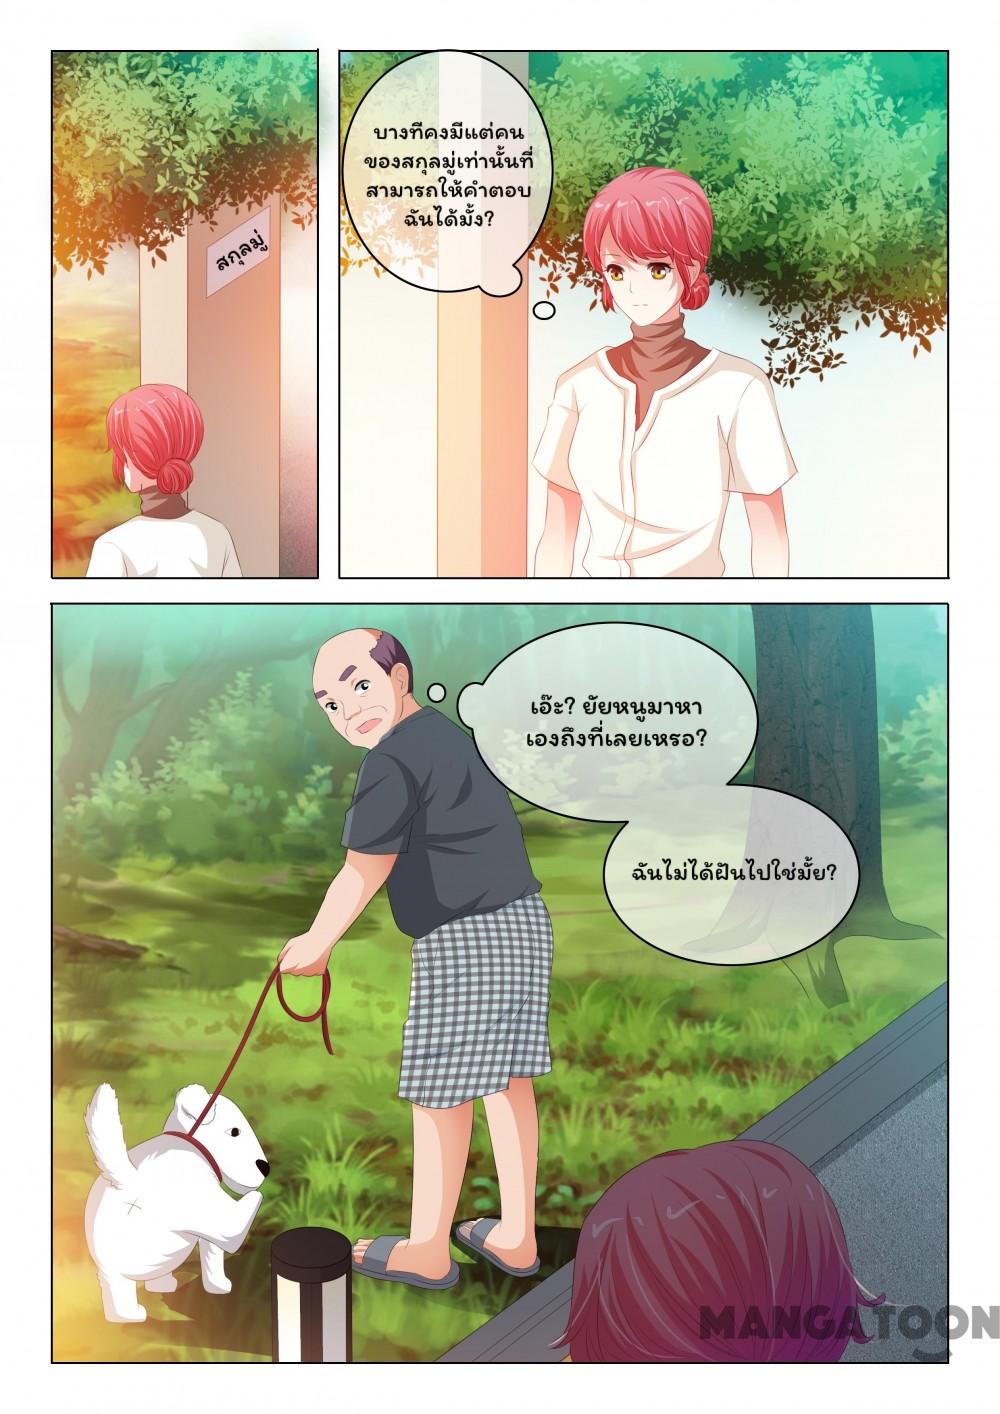 สกุลมู่
บางทีคงมีแต่คน
ของสกุลมู่เท่านั้นที่
สามารถให้คำตอบ
ฉันได้มั้ง?
เอ๊ะ? ยัยหนูมาหา
เองถึงที่เลยเหรอ?
ฉันไม่ได้ฝันไปใช่มั้ย?
MANGATOON